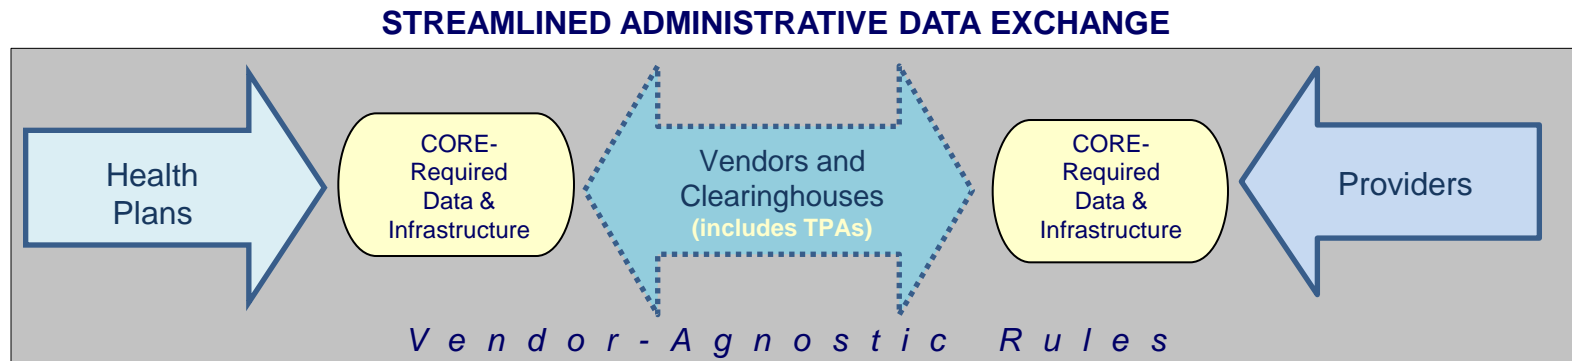 STREAMLINED ADMINISTRATIVE DATA EXCHANGE
Health
Plans
CORE-
Required
Data &
Infrastructure
Vendors and
Clearinghouses
(includes TPAs)
CORE-
Required
Data &
Infrastructure
Providers
Vendor-Agnostic Rules